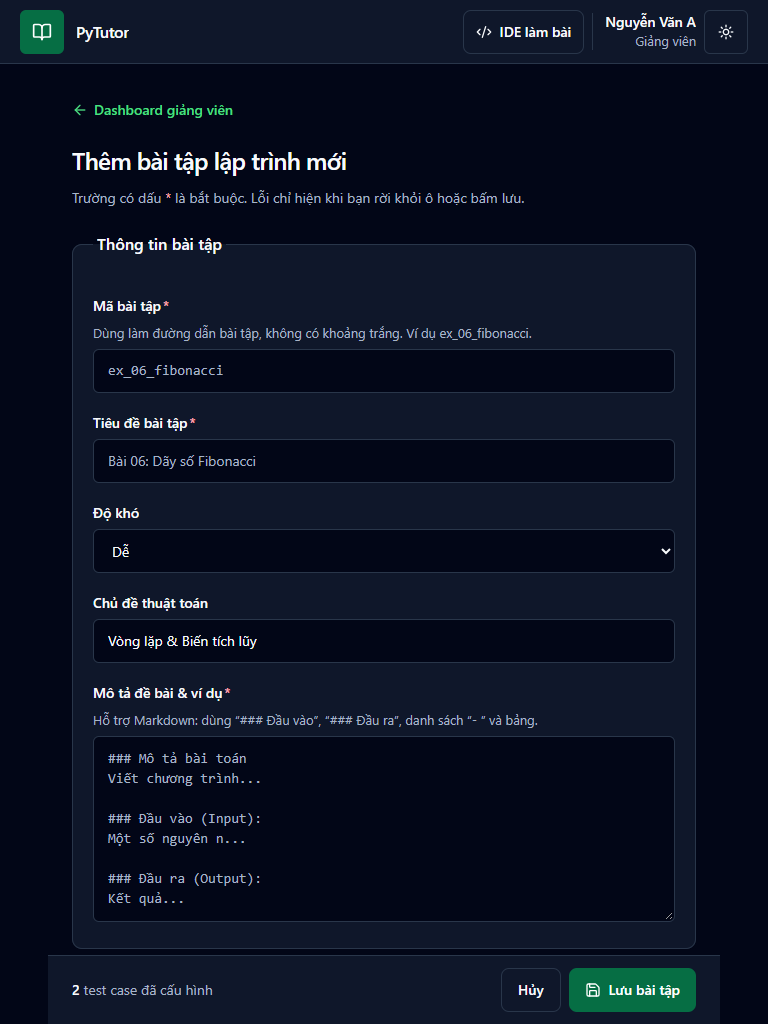 PyTutor
IDE làm bài
Nguyễn Văn A
Giảng viên
Dashboard giảng viên
Thêm bài tập lập trình mới
Trường có dấu * là bắt buộc. Lỗi chỉ hiện khi bạn rời khỏi ô hoặc bấm lưu.
Thông tin bài tập
Mã bài tập*
Dùng làm đường dẫn bài tập, không có khoảng trắng. Ví dụ ex_06_fibonacci.
ex_06_fibonacci
Tiêu đề bài tập*
Bài 06: Dãy số Fibonacci
Độ khó
Dễ
Chủ đề thuật toán
Vòng lặp & Biến tích lũy
Mô tả đề bài & ví dụ*
Hỗ trợ Markdown: dùng “### Đầu vào”, “### Đầu ra”, danh sách “- ” và bảng.
### Mô tả bài toán
Viết chương trình...
### Đầu vào (Input):
Một số nguyên n...
### Đầu ra (Output):
Kết quả...
2 test case đã cấu hình
Hủy
Lưu bài tập